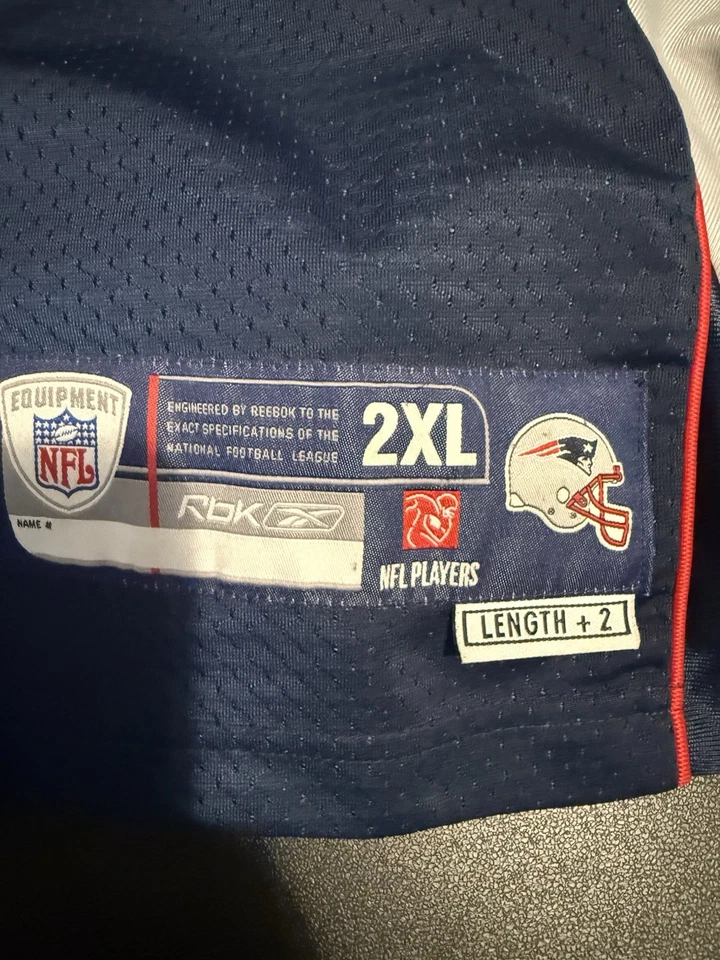 EQUIPMENT
NFL
ENGINEERED BY REEBOK TO THE
EXACT SPECIFICATIONS OF THE
NATIONAL FOOTBALL LEAGUE
2XL
RBK
NAME #
NFL PLAYERS
LENGTH + 2